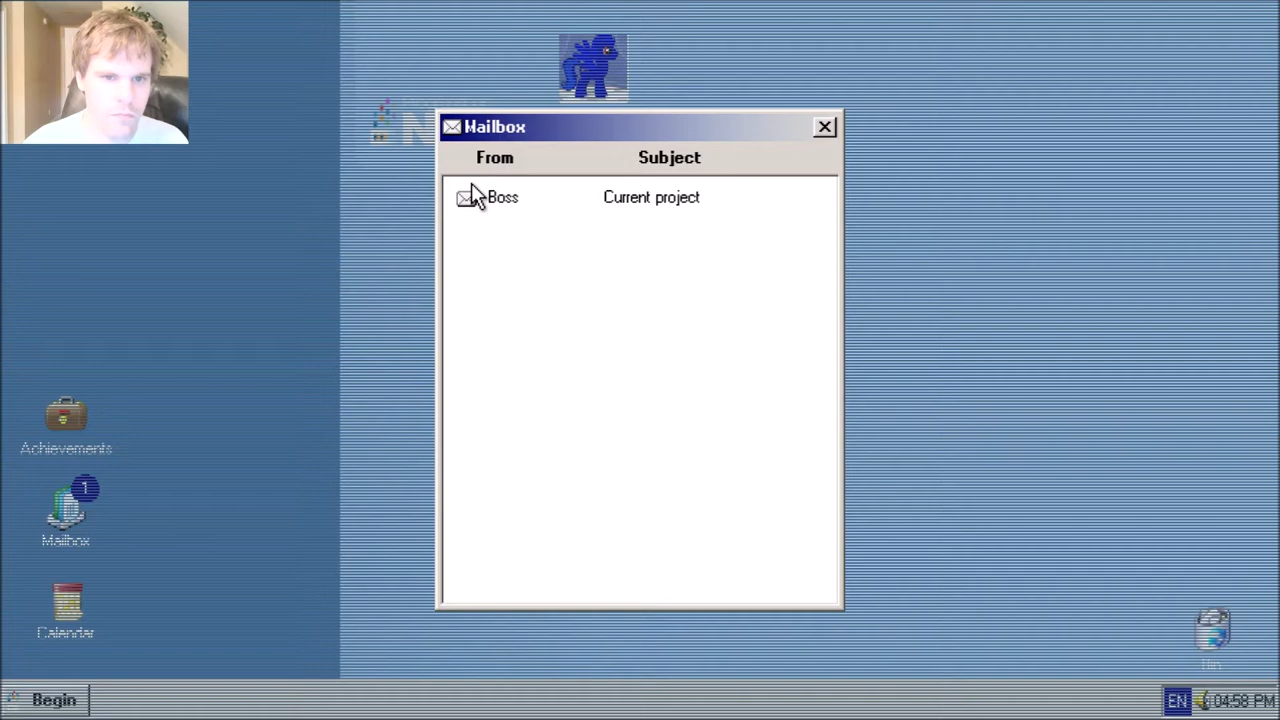 Mailbox
From Subject
Boss Current project
Achievements
1
Mailbox
Calendar
Begin
EN 04:58 PM